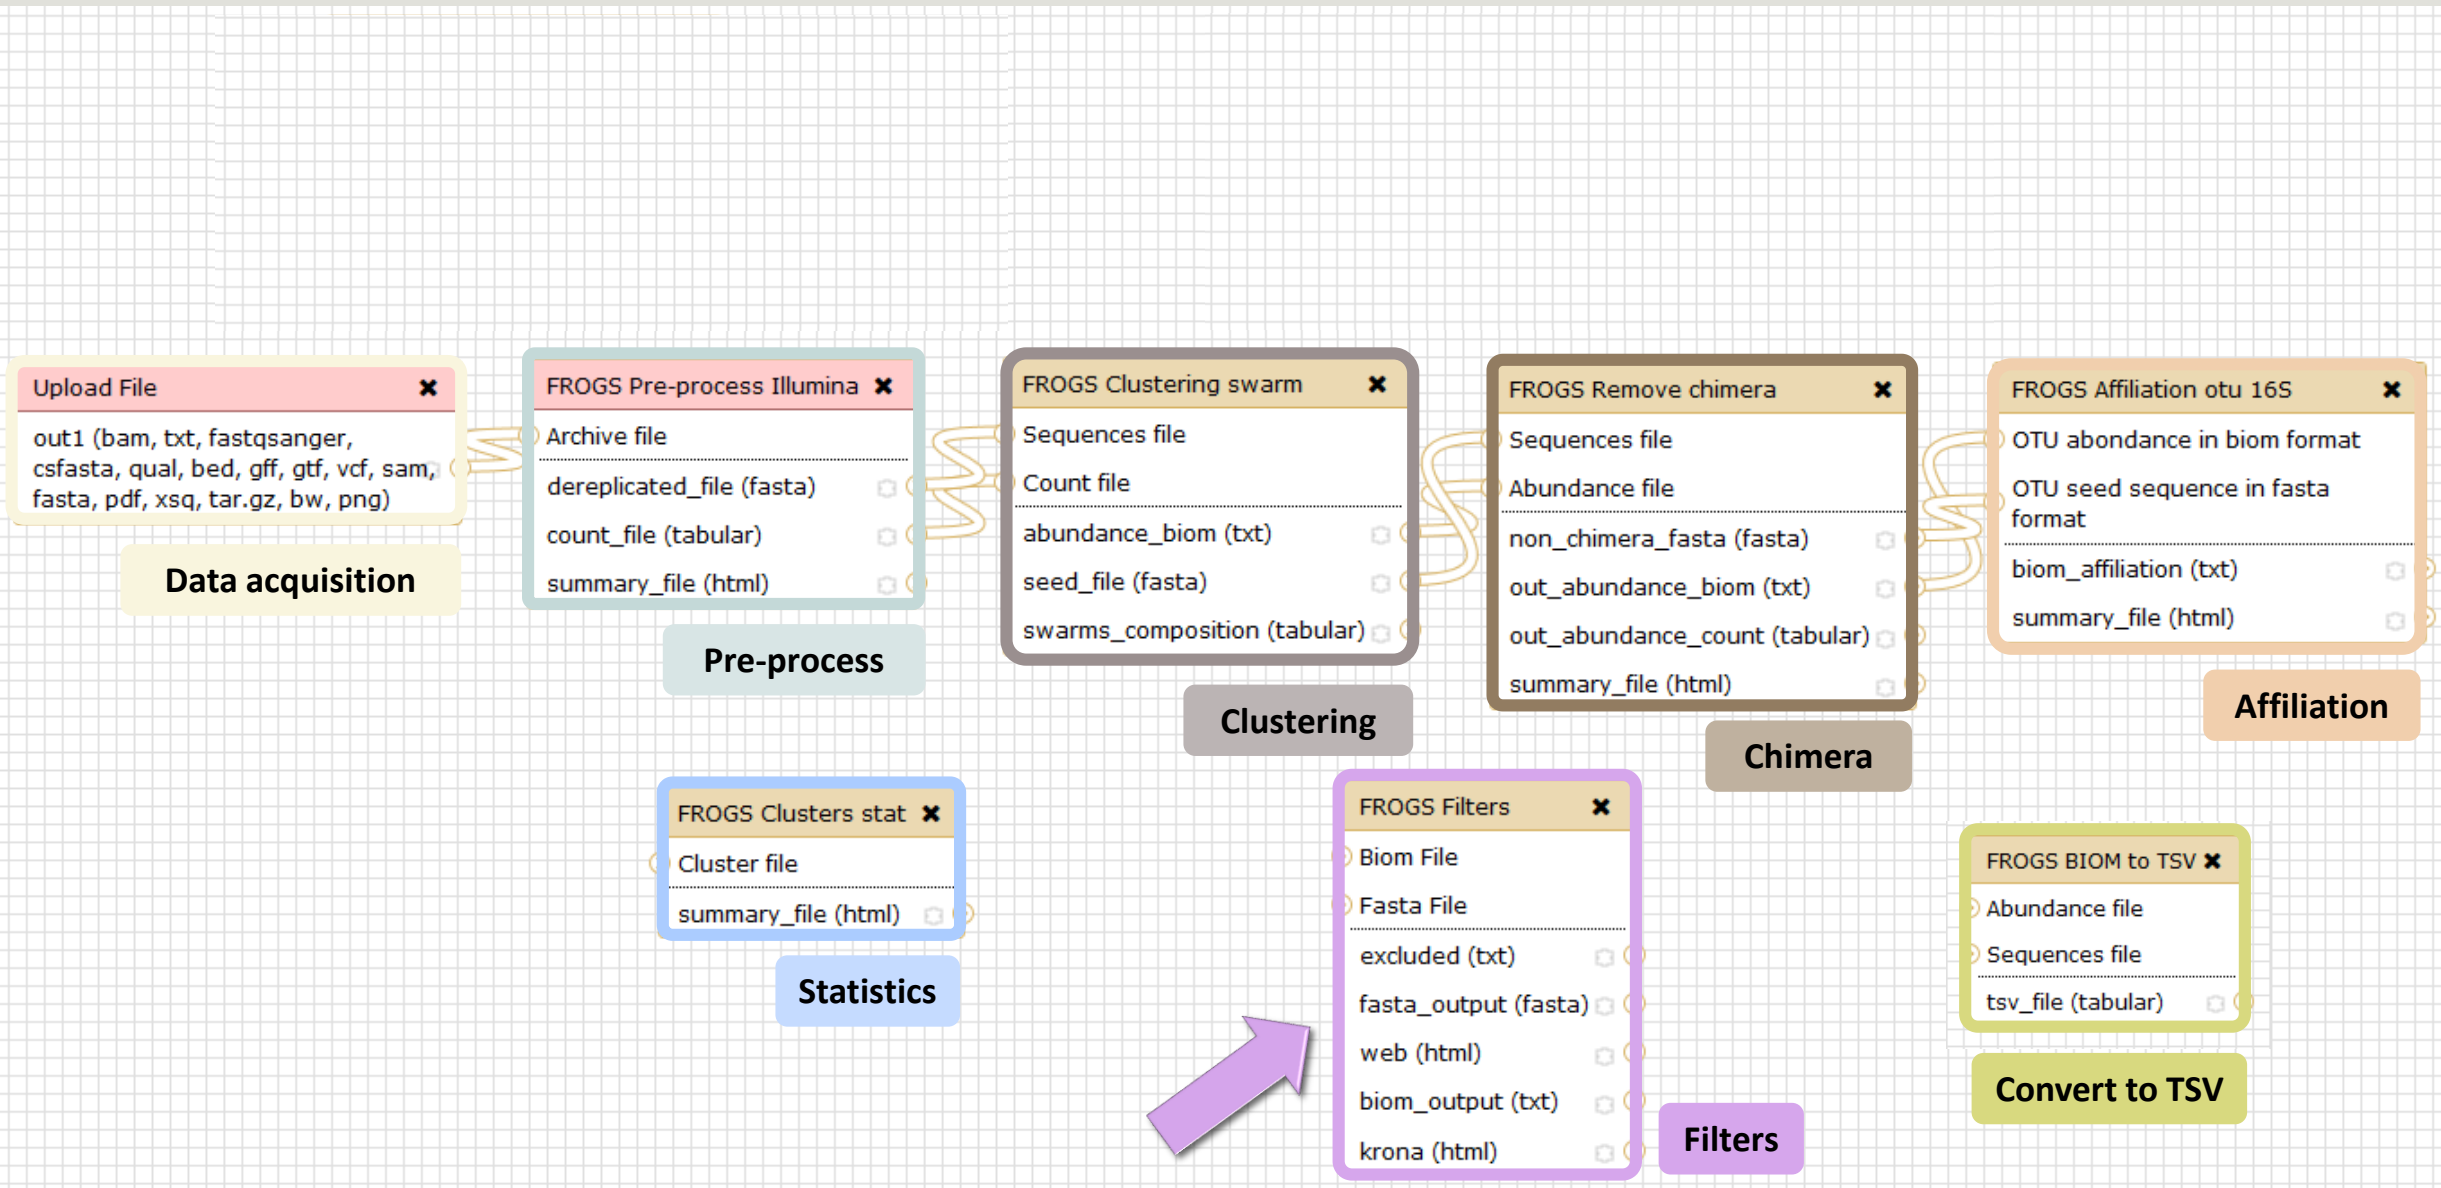 Upload File
out1 (bam, txt, fastqsanger,
csfasta, qual, bed, gff, gtf, vcf, sam,
fasta, pdf, xsq, tar.gz, bw, png)
Data acquisition
FROGS Pre-process Illumina
Archive file
dereplicated_file (fasta)
count_file (tabular)
summary_file (html)
Pre-process
FROGS Clustering swarm
Sequences file
Count file
abundance_biom (txt)
seed_file (fasta)
swarms_composition (tabular)
Clustering
FROGS Remove chimera
Sequences file
Abundance file
non_chimera_fasta (fasta)
out_abundance_biom (txt)
out_abundance_count (tabular)
summary_file (html)
Chimera
FROGS Affiliation otu 16S
OTU abondance in biom format
OTU seed sequence in fasta
format
biom_affiliation (txt)
summary_file (html)
Affiliation
FROGS Clusters stat
Cluster file
summary_file (html)
Statistics
FROGS Filters
Biom File
Fasta File
excluded (txt)
fasta_output (fasta)
web (html)
biom_output (txt)
krona (html)
Filters
FROGS BIOM to TSV
Abundance file
Sequences file
tsv_file (tabular)
Convert to TSV